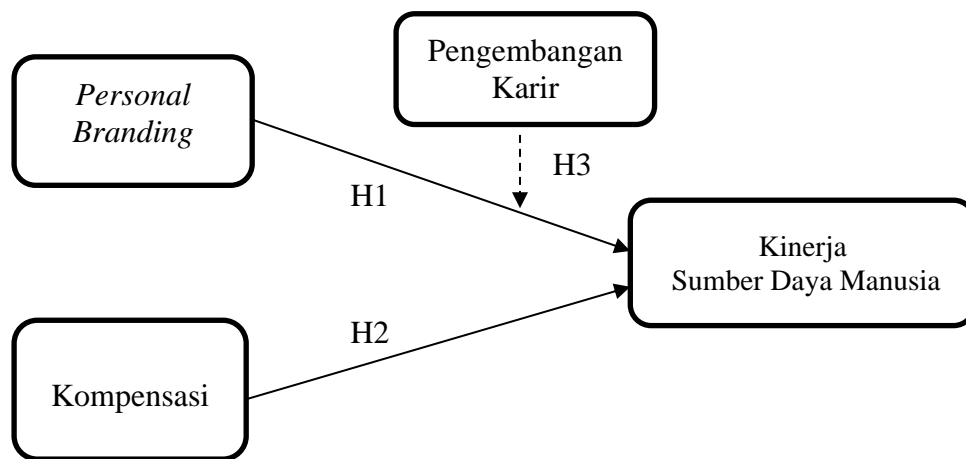 Pengembangan
Karir
Personal
Branding
H3
H1
Kinerja
Sumber Daya Manusia
H2
Kompensasi